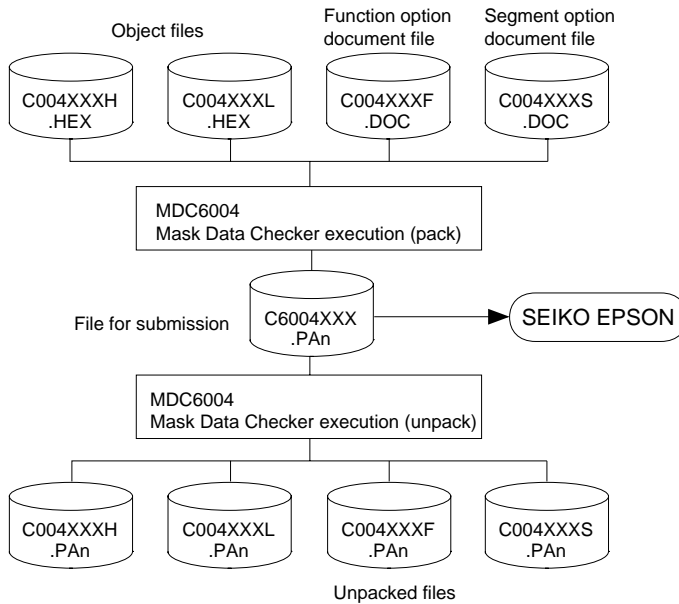 Object files
Function option
document file
Segment option
document file
C004XXXH
.HEX
C004XXXL
.HEX
C004XXXF
.DOC
C004XXXS
.DOC
MDC6004
Mask Data Checker execution (pack)
File for submission
C6004XXX
.PAn
SEIKO EPSON
MDC6004
Mask Data Checker execution (unpack)
C004XXXH
.PAn
C004XXXL
.PAn
C004XXXF
.PAn
C004XXXS
.PAn
Unpacked files